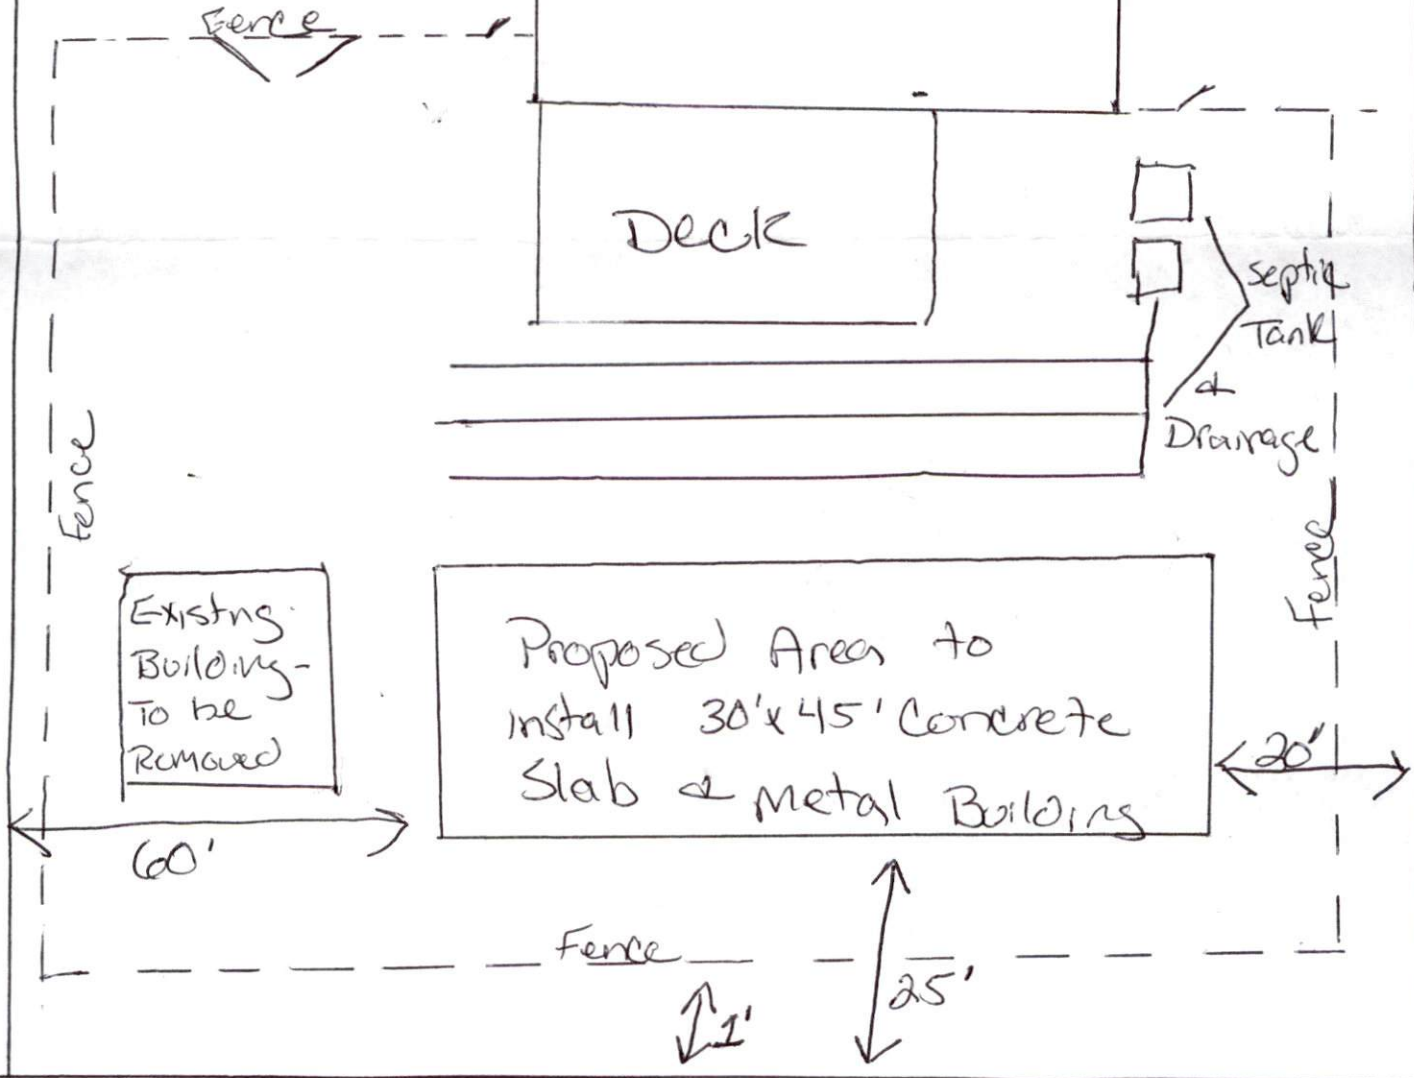 Fence
Deck
Septic
Tank
&
Drainage
Fence
Fence
Existing
Building-
To be
Removed
Proposed Area to
install 30'x45' Concrete
Slab & Metal Building
20'
60'
Fence
25'
1'